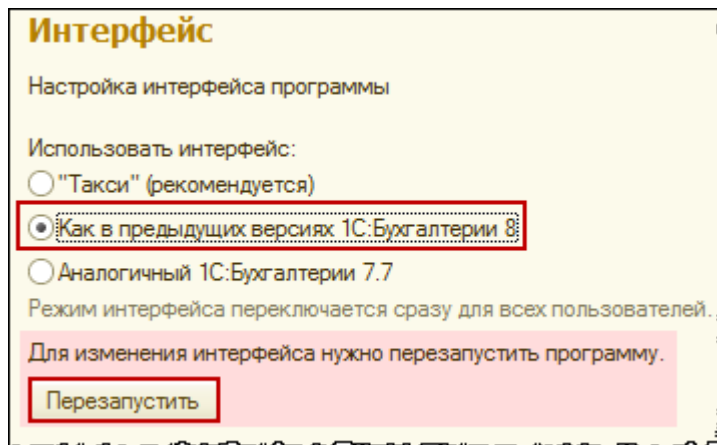 Интерфейс
Настройка интерфейса программы
Использовать интерфейс:
"Такси" (рекомендуется)
Как в предыдущих версиях 1С:Бухгалтерии 8
Аналогичный 1С:Бухгалтерии 7.7
Режим интерфейса переключается сразу для всех пользователей.
Для изменения интерфейса нужно перезапустить программу.
Перезапустить